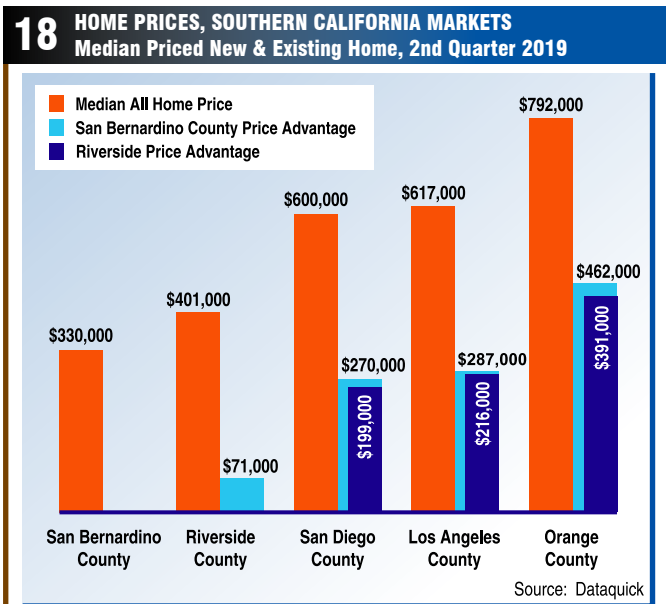 18
HOME PRICES, SOUTHERN CALIFORNIA MARKETS
Median Priced New & Existing Home, 2nd Quarter 2019
Median All Home Price
San Bernardino County Price Advantage
Riverside Price Advantage
$792,000
$600,000
$617,000
$401,000
$330,000
$462,000
$391,000
$270,000
$287,000
$199,000
$216,000
$71,000
San Bernardino
County
Riverside
County
San Diego
County
Los Angeles
County
Orange
County
Source: Dataquick